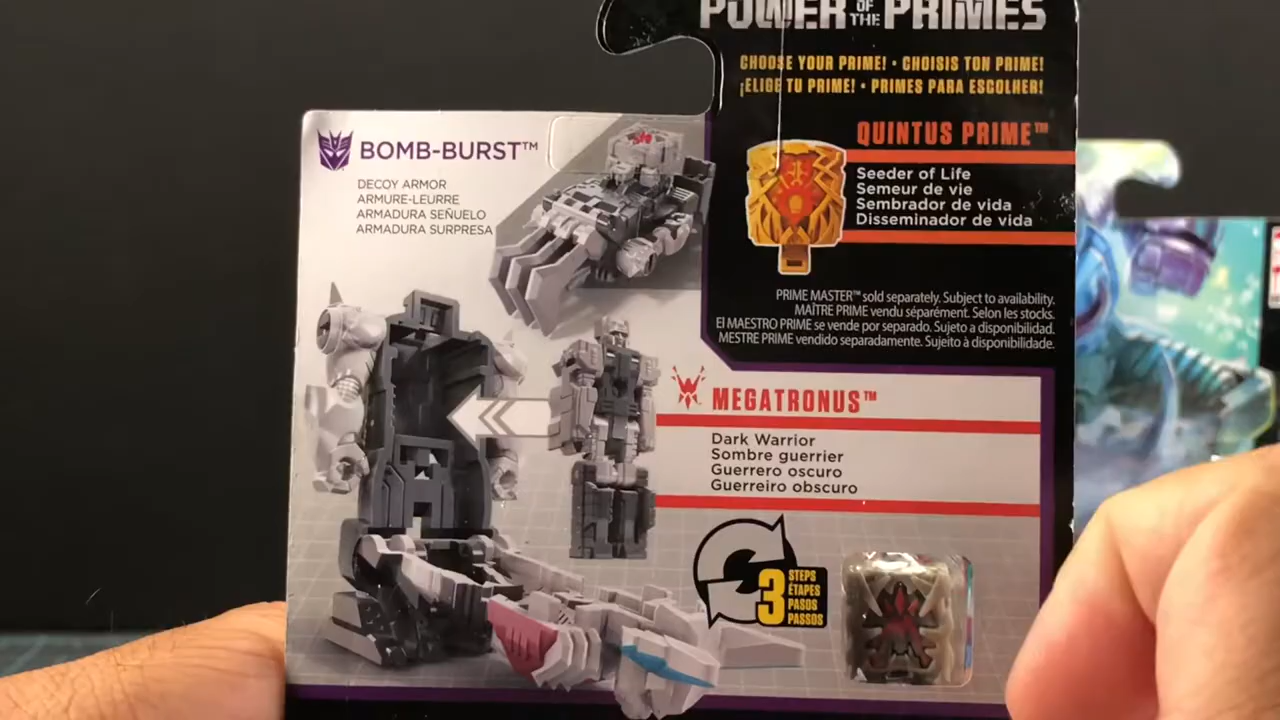 POWER OF THE PRIMES
CHOOSE YOUR PRIME! • CHOISIS TON PRIME!
¡ELIGE TU PRIME! • PRIMES PARA ESCOLHER!
QUINTUS PRIME™
Seeder of Life
Semeur de vie
Sembrador de vida
Disseminador de vida
PRIME MASTER™ sold separately. Subject to availability.
MAÎTRE PRIME vendu séparément. Selon les stocks.
El MAESTRO PRIME se vende por separado. Sujeto a disponibilidad.
MESTRE PRIME vendido separadamente. Sujeito à disponibilidade.
BOMB-BURST™
DECOY ARMOR
ARMURE-LEURRE
ARMADURA SEÑUELO
ARMADURA SURPRESA
MEGATRONUS™
Dark Warrior
Sombre guerrier
Guerrero oscuro
Guerreiro obscuro
3 STEPS
ÉTAPES
PASOS
PASSOS